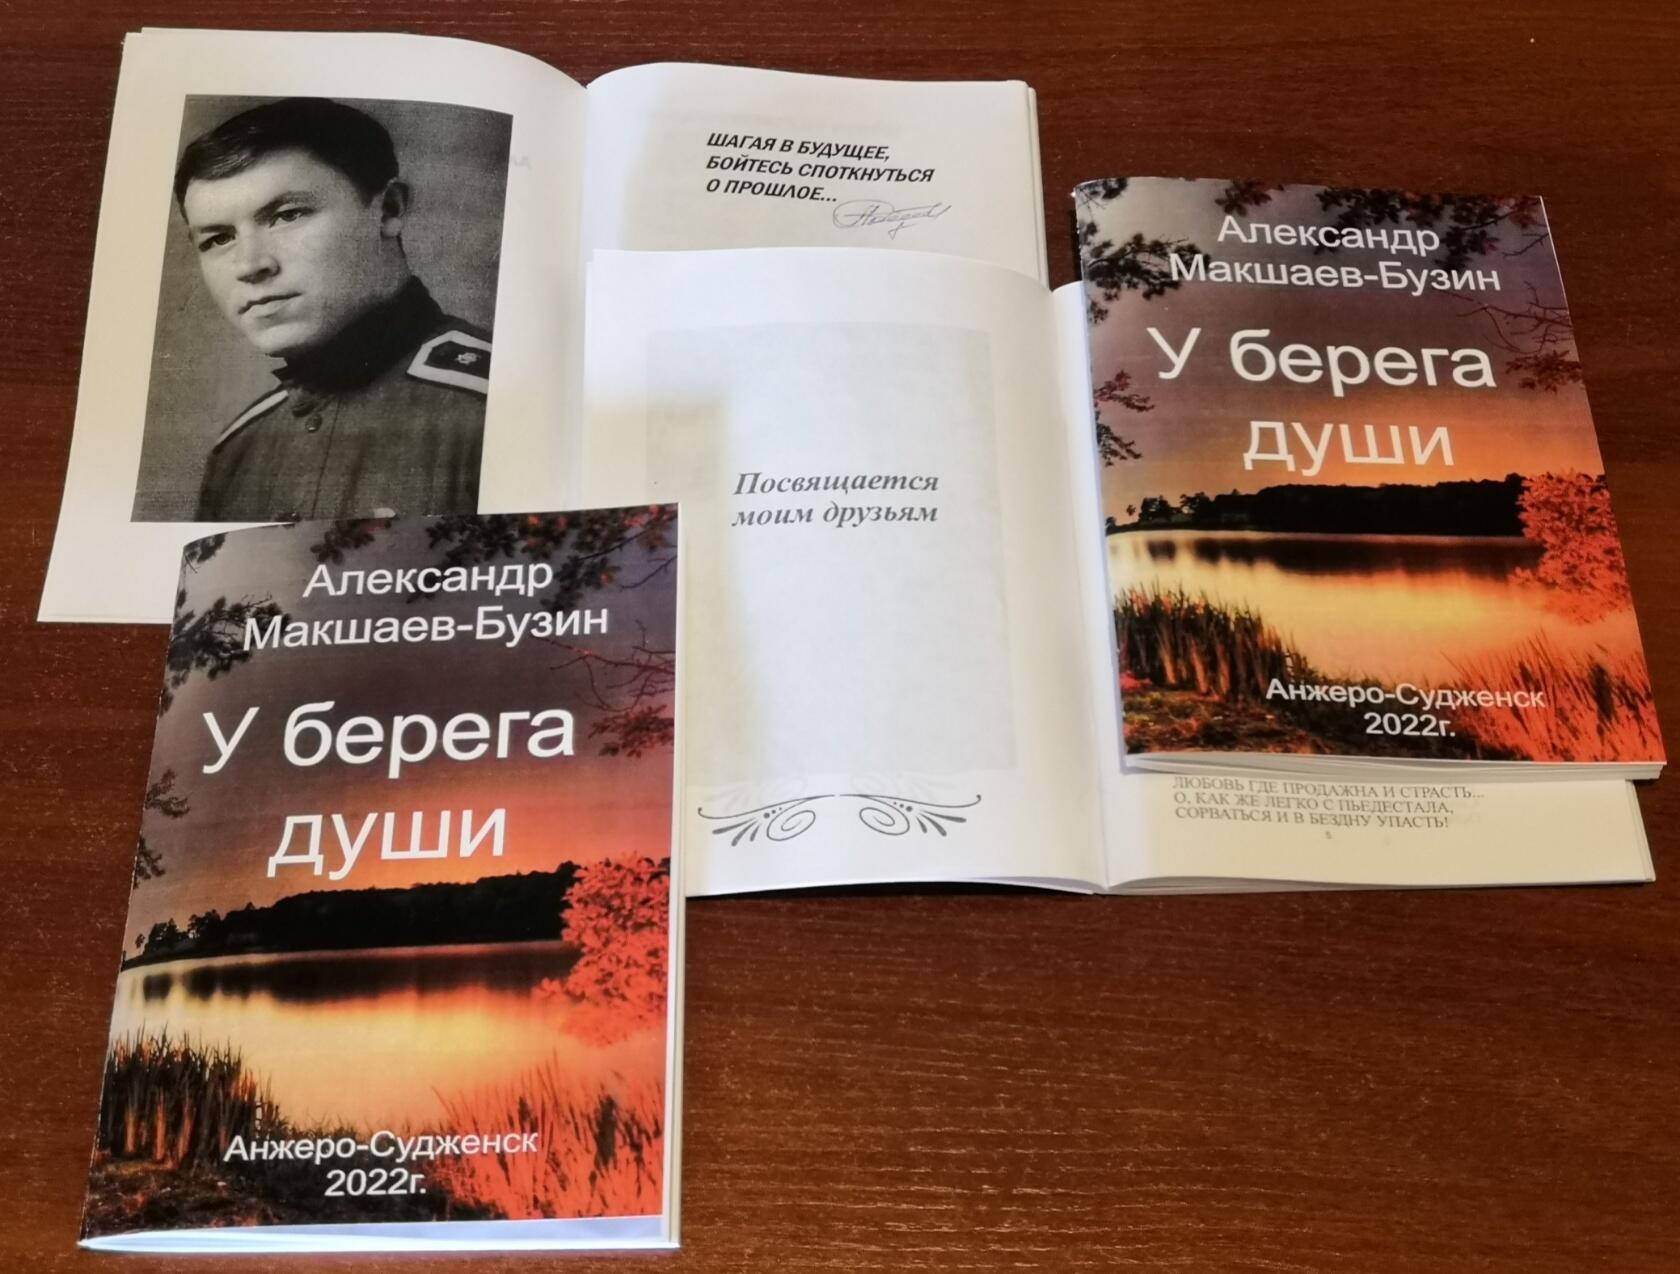 ШАГАЯ В БУДУЩЕЕ,
БОЙТЕСЬ СПОТКНУТЬСЯ
О ПРОШЛОЕ...
Александр
Макшаев-Бузин
У берега
души
Анжеро-Судженск
2022г.
Посвящается
моим друзьям
ЛЮБОВЬ ГДЕ ПРОДАЖНА И СТРАСТЬ...
О, КАК ЖЕ ЛЕГКО С ПЬЕДЕСТАЛА,
СОРВАТЬСЯ И В БЕЗДНУ УПАСТЬ!
5
Александр
Макшаев-Бузин
У берега
души
Анжеро-Судженск
2022г.